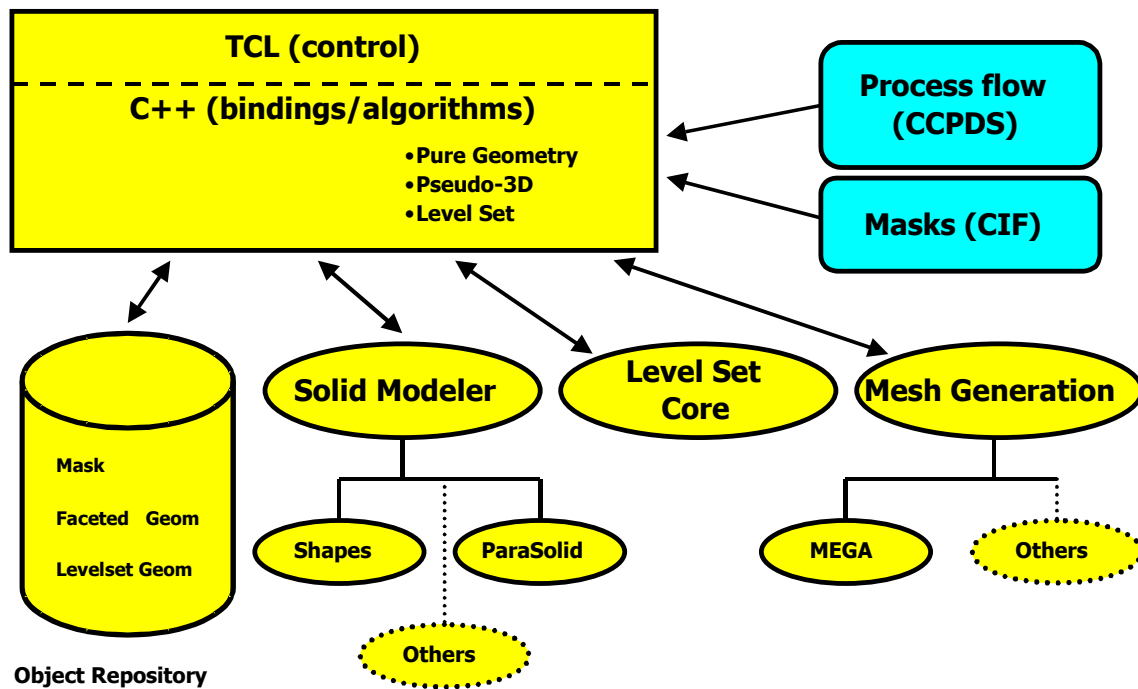 TCL (control)
C++ (bindings/algorithms)
•Pure Geometry
•Pseudo-3D
•Level Set
Process flow
(CCPDS)
Masks (CIF)
Solid Modeler
Level Set
Core
Mesh Generation
Mask
Faceted Geom
Levelset Geom
Shapes
ParaSolid
MEGA
Others
Others
Object Repository